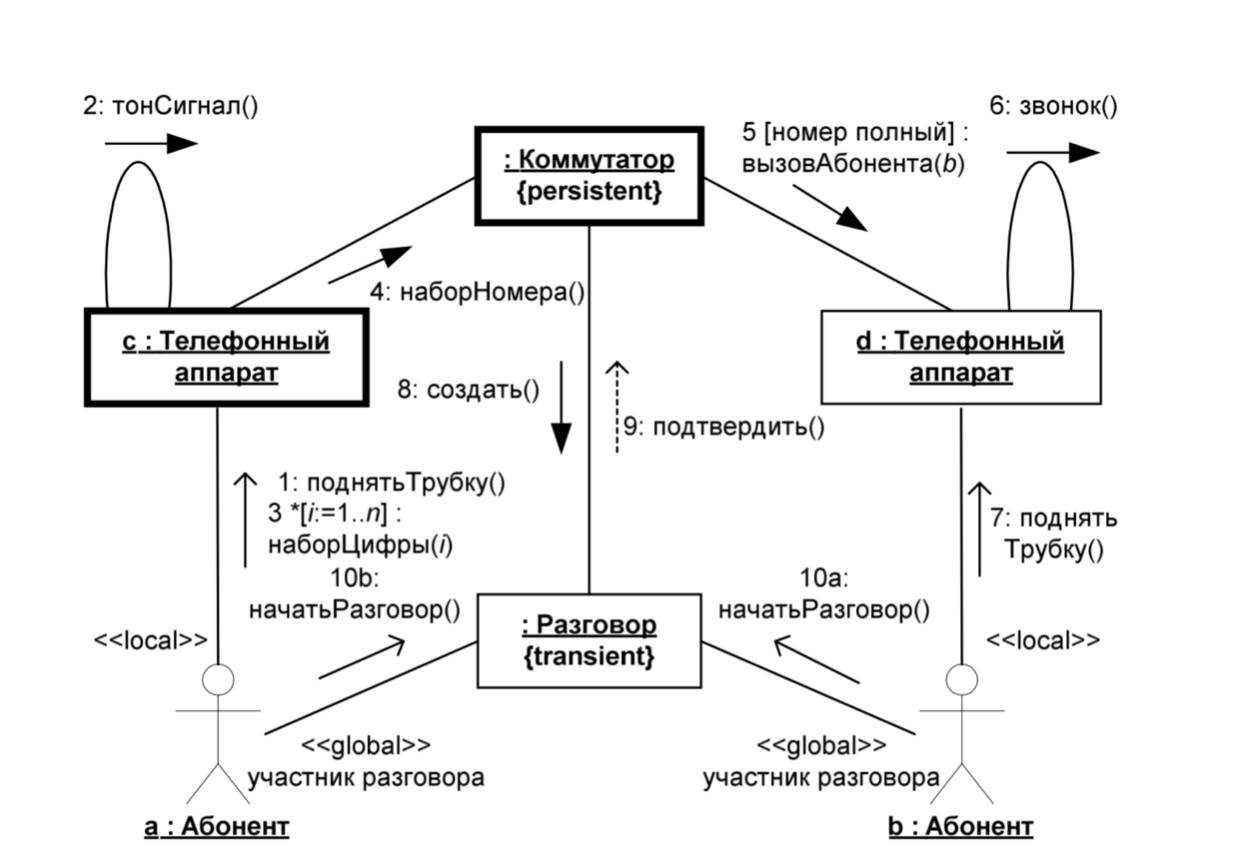 2: тонСигнал()
6: звонок()
5 [номер полный] :
вызовАбонента(b)
: Коммутатор
{persistent}
4: наборНомера()
c : Телефонный
аппарат
d : Телефонный
аппарат
8: создать()
9: подтвердить()
1: поднятьТрубку()
3 *[i:=1..n] :
наборЦифры(i)
7: поднять
Трубку()
10b:
начатьРазговор()
10a:
начатьРазговор()
<<local>>
: Разговор
{transient}
<<local>>
<<global>>
участник разговора
<<global>>
участник разговора
a : Абонент
b : Абонент